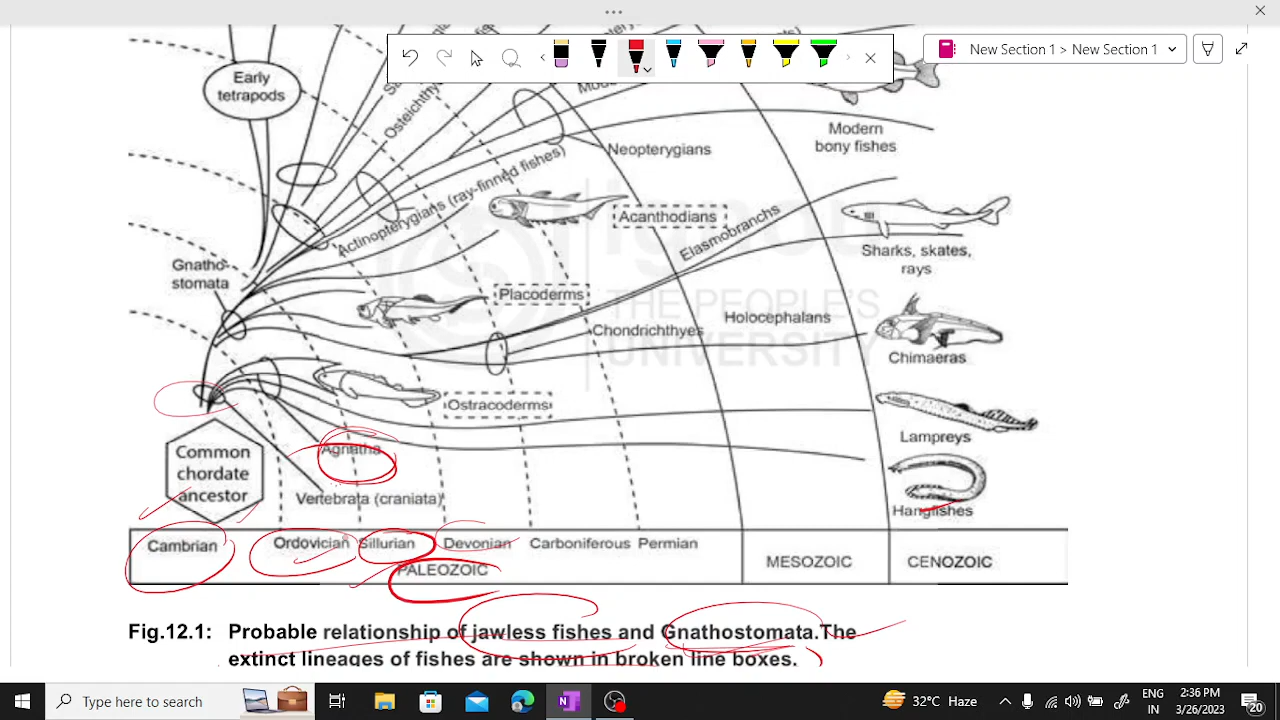 New Section 1 > New Section 1
Early
tetrapods
Osteichthy
Neopterygians
Modern
bony fishes
Actinopterygians (ray-finned fishes)
Acanthodians
Elasmobranchs
Sharks, skates,
rays
Gnatho-
stomata
Placoderms
THE PEOPLE'S
UNIVERSITY
Chondrichthyes
Holocephalans
Chimaeras
Ostracoderms
Lampreys
Common
chordate
ancestor
Agnatha
Vertebrata (craniata)
Hangfishes
Cambrian
Ordovician Sillurian Devonian Carboniferous Permian
PALEOZOIC
MESOZOIC
CENOZOIC
Fig.12.1: Probable relationship of jawless fishes and Gnathostomata.The
extinct lineages of fishes are shown in broken line boxes.
Type here to search
32°C Haze
ENG
IN
2:36 PM
3/26/2023
20